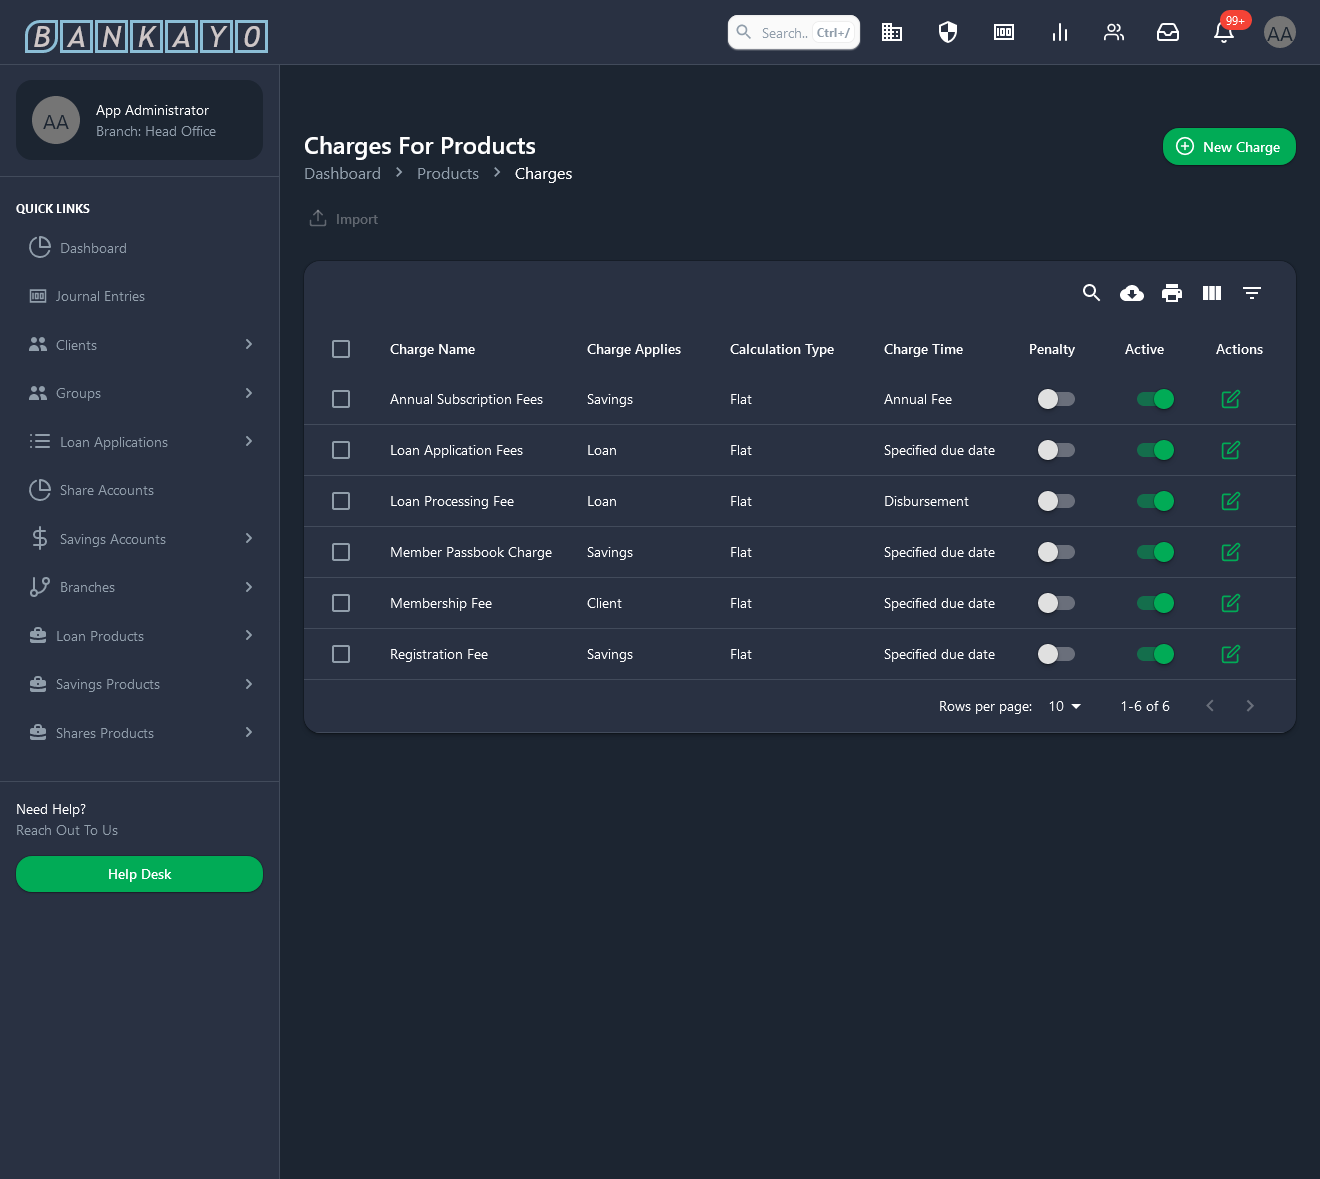 BANKAYO
Search.. Ctrl+/
99+
AA
AA
App Administrator
Branch: Head Office
QUICK LINKS
Dashboard
Journal Entries
Clients
Groups
Loan Applications
Share Accounts
Savings Accounts
Branches
Loan Products
Savings Products
Shares Products
Need Help?
Reach Out To Us
Help Desk
Charges For Products
Dashboard > Products > Charges
New Charge
Import
Charge Name Charge Applies Calculation Type Charge Time Penalty Active Actions
Annual Subscription Fees Savings Flat Annual Fee
Loan Application Fees Loan Flat Specified due date
Loan Processing Fee Loan Flat Disbursement
Member Passbook Charge Savings Flat Specified due date
Membership Fee Client Flat Specified due date
Registration Fee Savings Flat Specified due date
Rows per page: 10 1-6 of 6